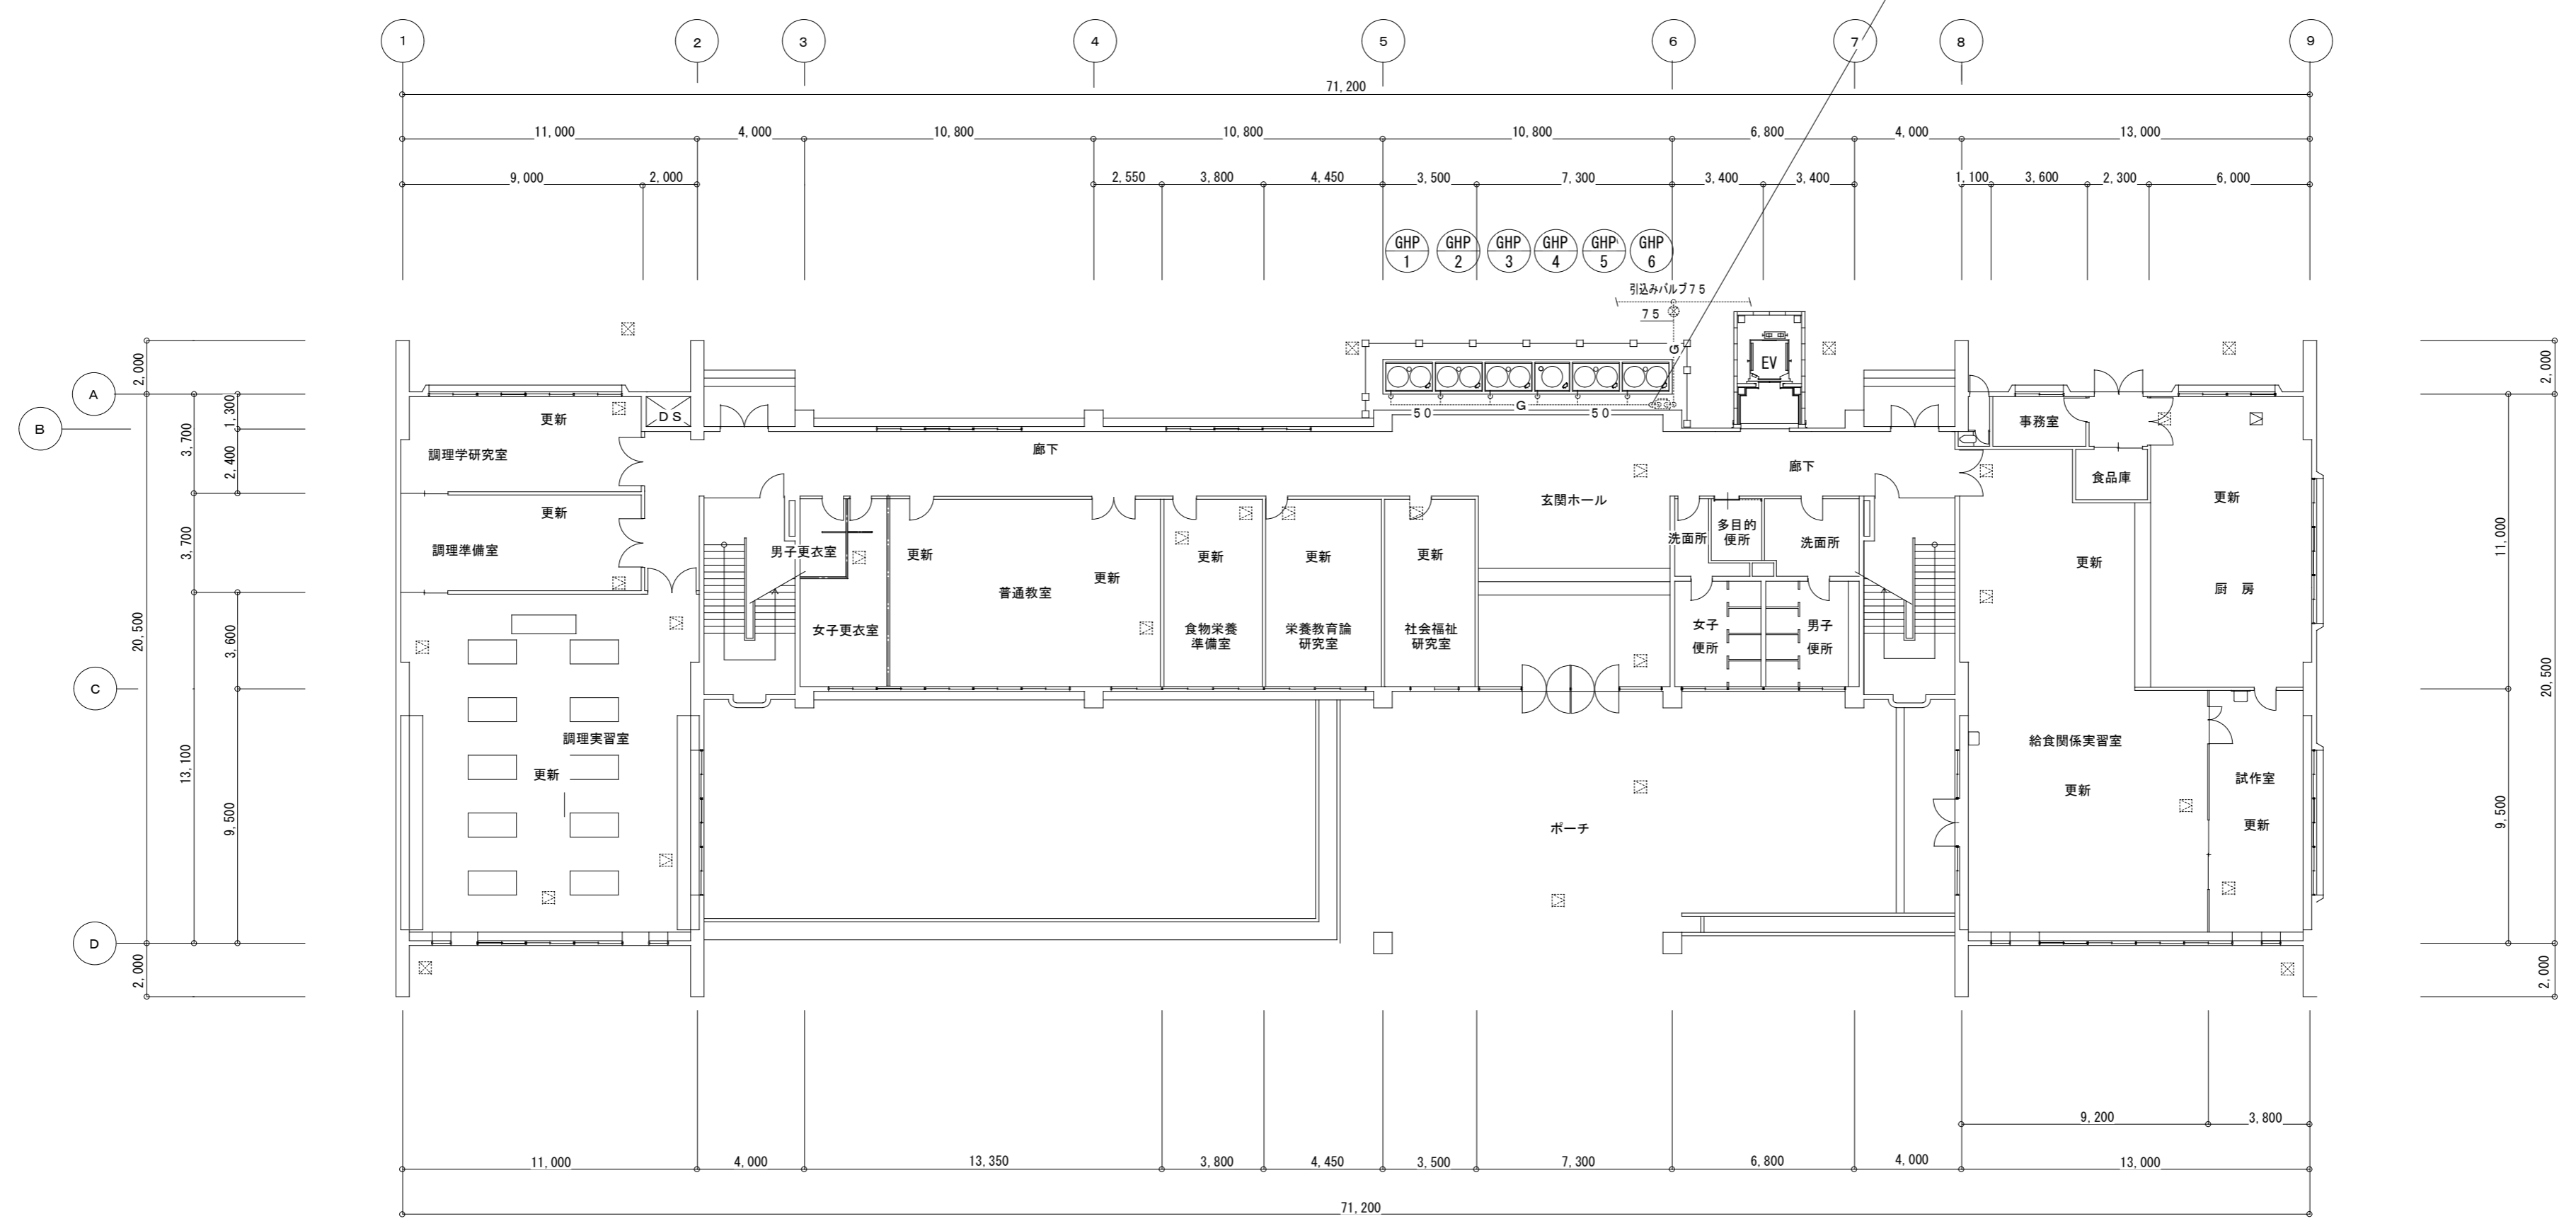 1 2 3 4 5 6 7 8 9
71,200
11,000 4,000 10,800 10,800 10,800 6,800 4,000 13,000
9,000 2,000 2,550 3,800 4,450 3,500 7,300 3,400 3,400 1,100 3,600 2,300 6,000
GHP 1
GHP 2
GHP 3
GHP 4
GHP 5
GHP 6
引込みバルブ75
75
G
EV
A
B
C
D
2,000
20,500
2,000
3,700
3,700
13,100
1,300
2,400
3,600
9,500
50 G 50
更新
DS
調理学研究室
更新
調理準備室
調理実習室
更新
廊下
男子更衣室
女子更衣室
更新
普通教室
更新
更新
食物栄養
準備室
更新
栄養教育論
研究室
更新
社会福祉
研究室
玄関ホール
廊下
洗面所
多目的
便所
洗面所
女子
便所
男子
便所
ポーチ
事務室
食品庫
更新
厨 房
更新
給食関係実習室
更新
試作室
更新
2,000
11,000
20,500
9,500
2,000
9,200 3,800
11,000 4,000 13,350 3,800 4,450 3,500 7,300 6,800 4,000 13,000
71,200